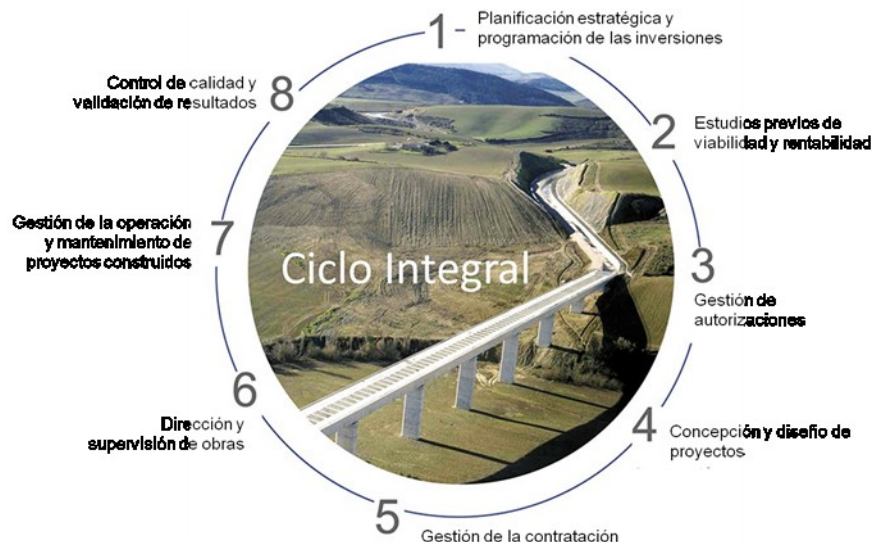 1
Planificación estratégica y
programación de las inversiones
2
Estudios previos de
viabilidad y rentabilidad
3
Gestión de
autorizaciones
4
Concepción y diseño de
proyectos
5
Gestión de la contratación
6
Dirección y
supervisión de obras
7
Gestión de la operación
y mantenimiento de
proyectos construidos
8
Control de calidad y
validación de resultados
Ciclo Integral